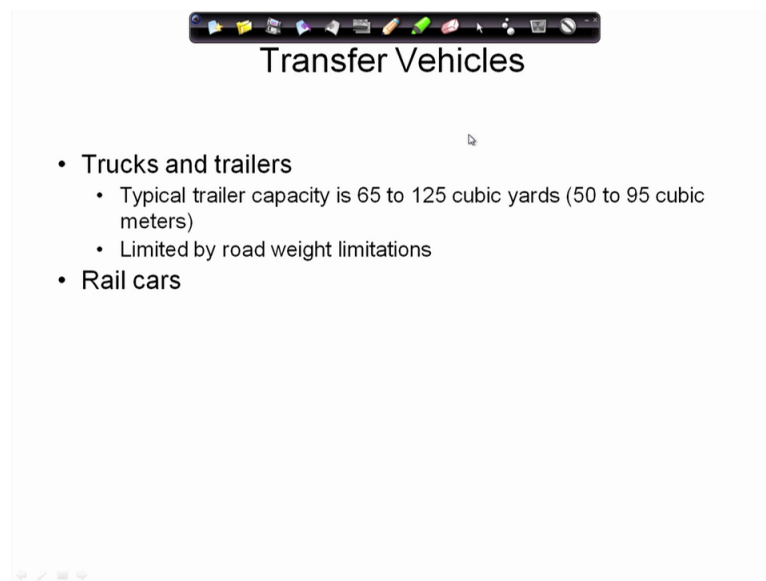 Transfer Vehicles
• Trucks and trailers
• Typical trailer capacity is 65 to 125 cubic yards (50 to 95 cubic
meters)
• Limited by road weight limitations
• Rail cars